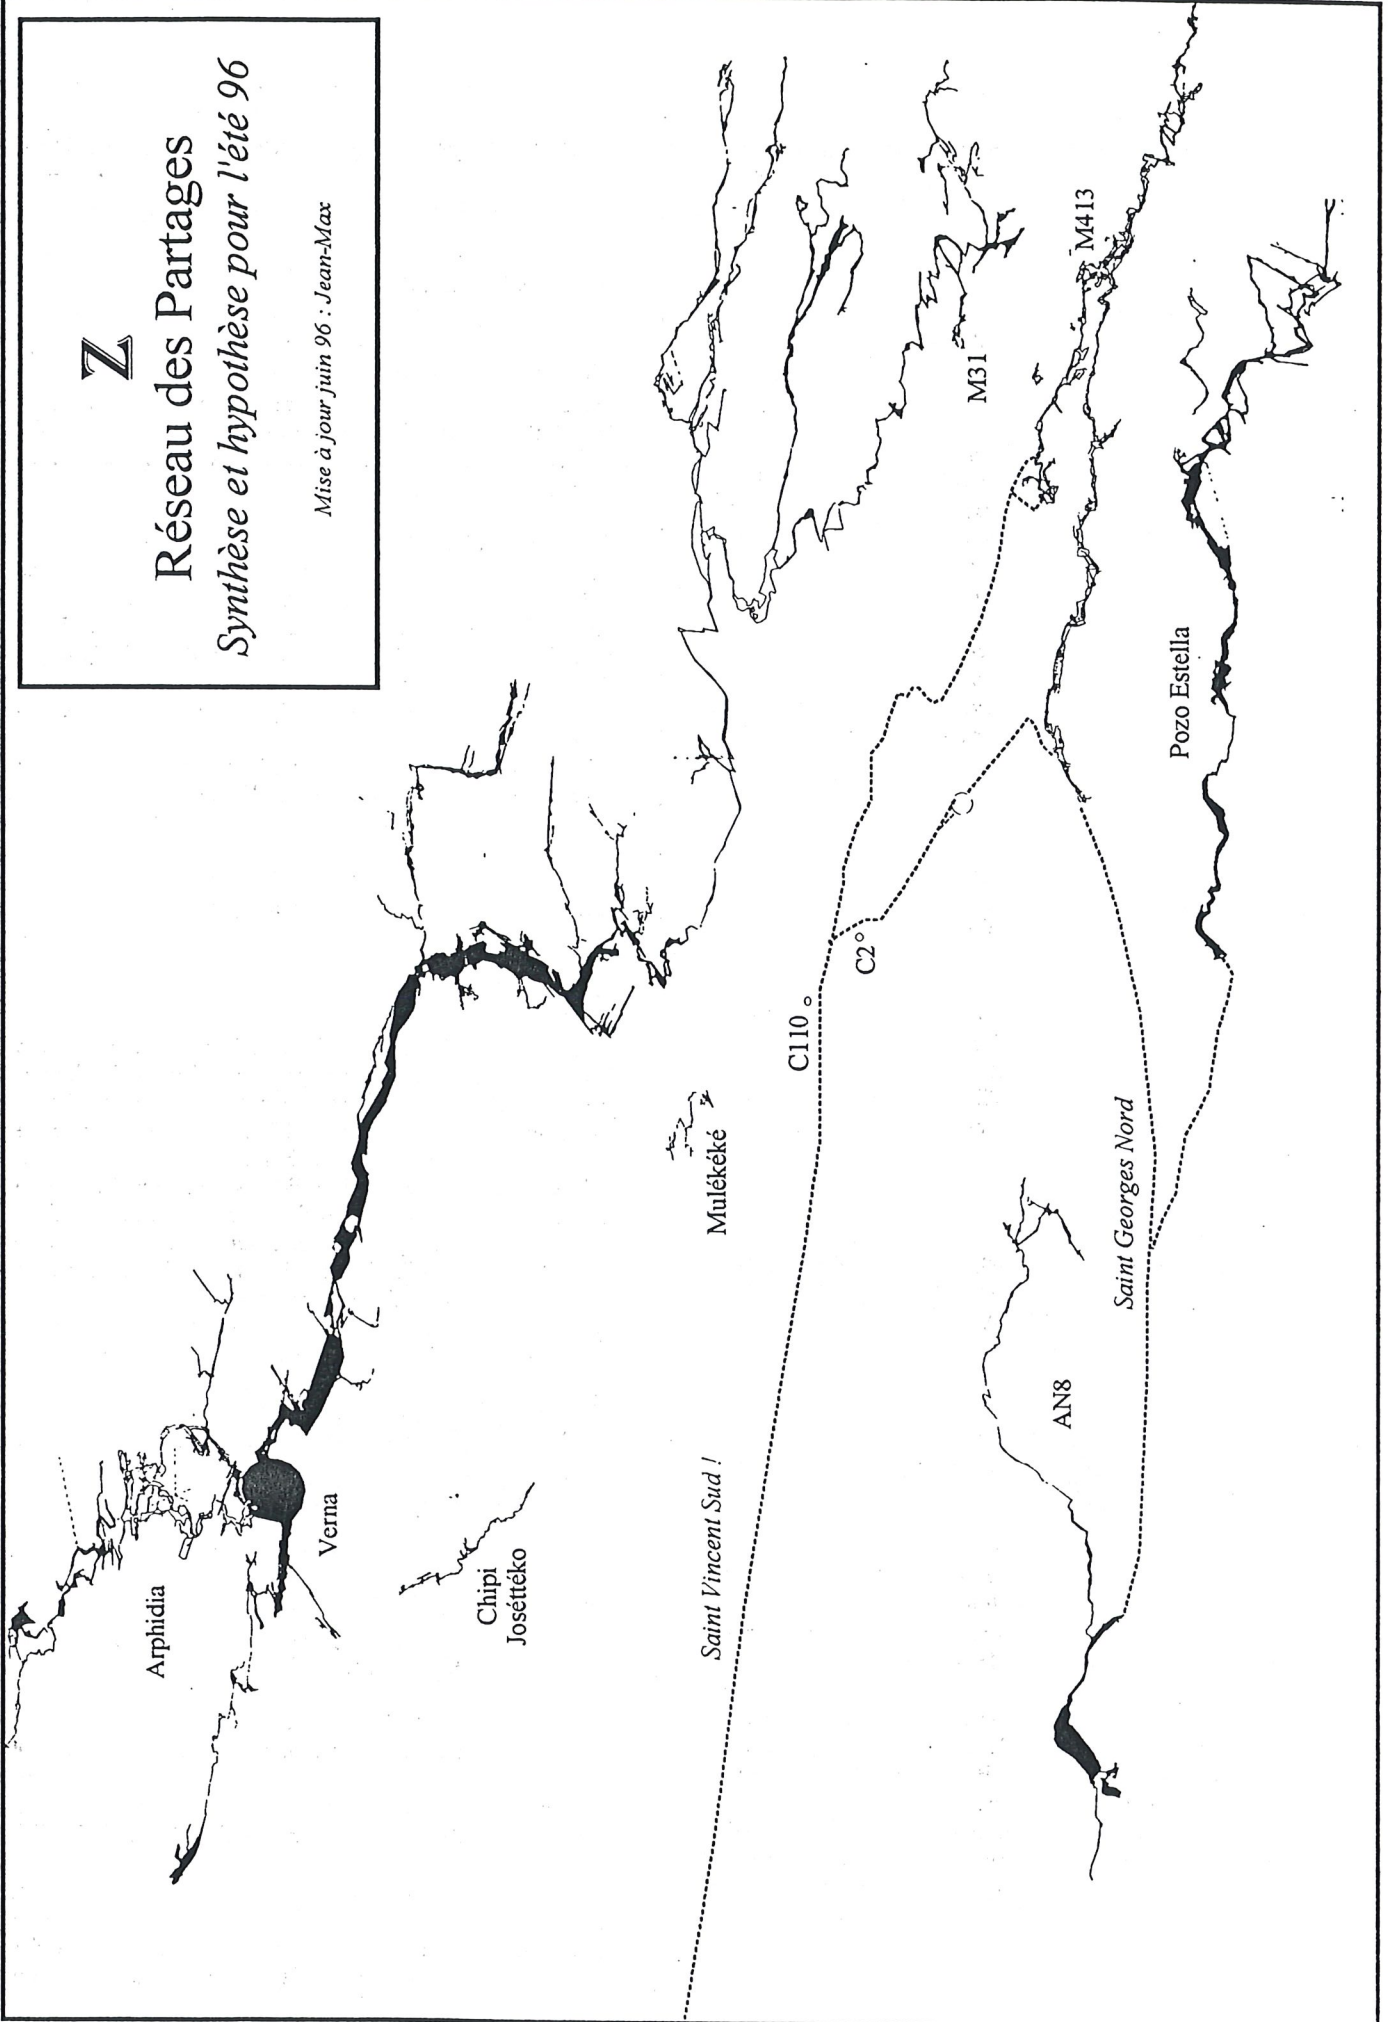 N
Réseau des Partages
Synthèse et hypothèse pour l'été 96
Mise à jour juin 96 : Jean-Max
Arphidia
Verna
Chipi
Joséttéko
Mulékéké
Saint Vincent Sud !
C110
C2
M31
M413
AN8
Saint Georges Nord
Pozo Estella